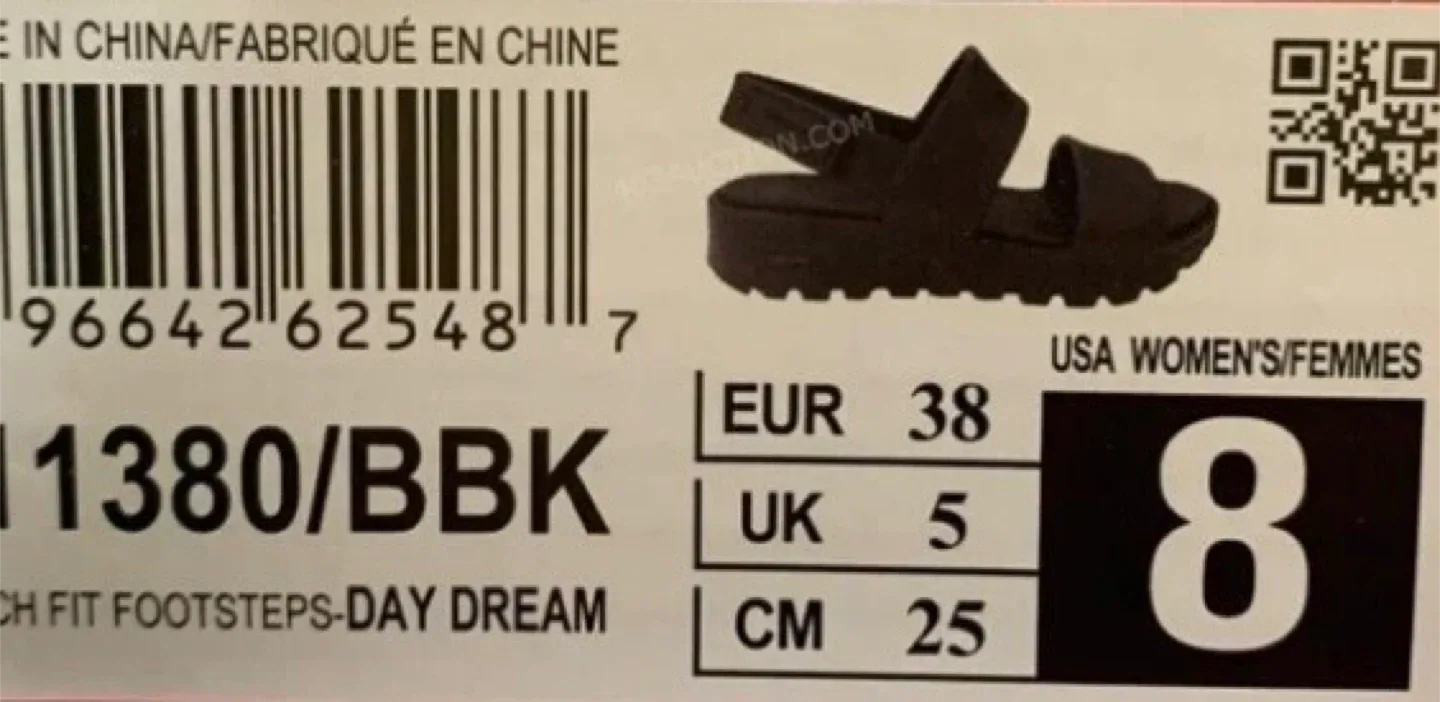 E IN CHINA/FABRIQUÉ EN CHINE
96642 62548 7
11380/BBK
CH FIT FOOTSTEPS-DAY DREAM
USA WOMEN'S/FEMMES
EUR 38
UK 5
CM 25
8